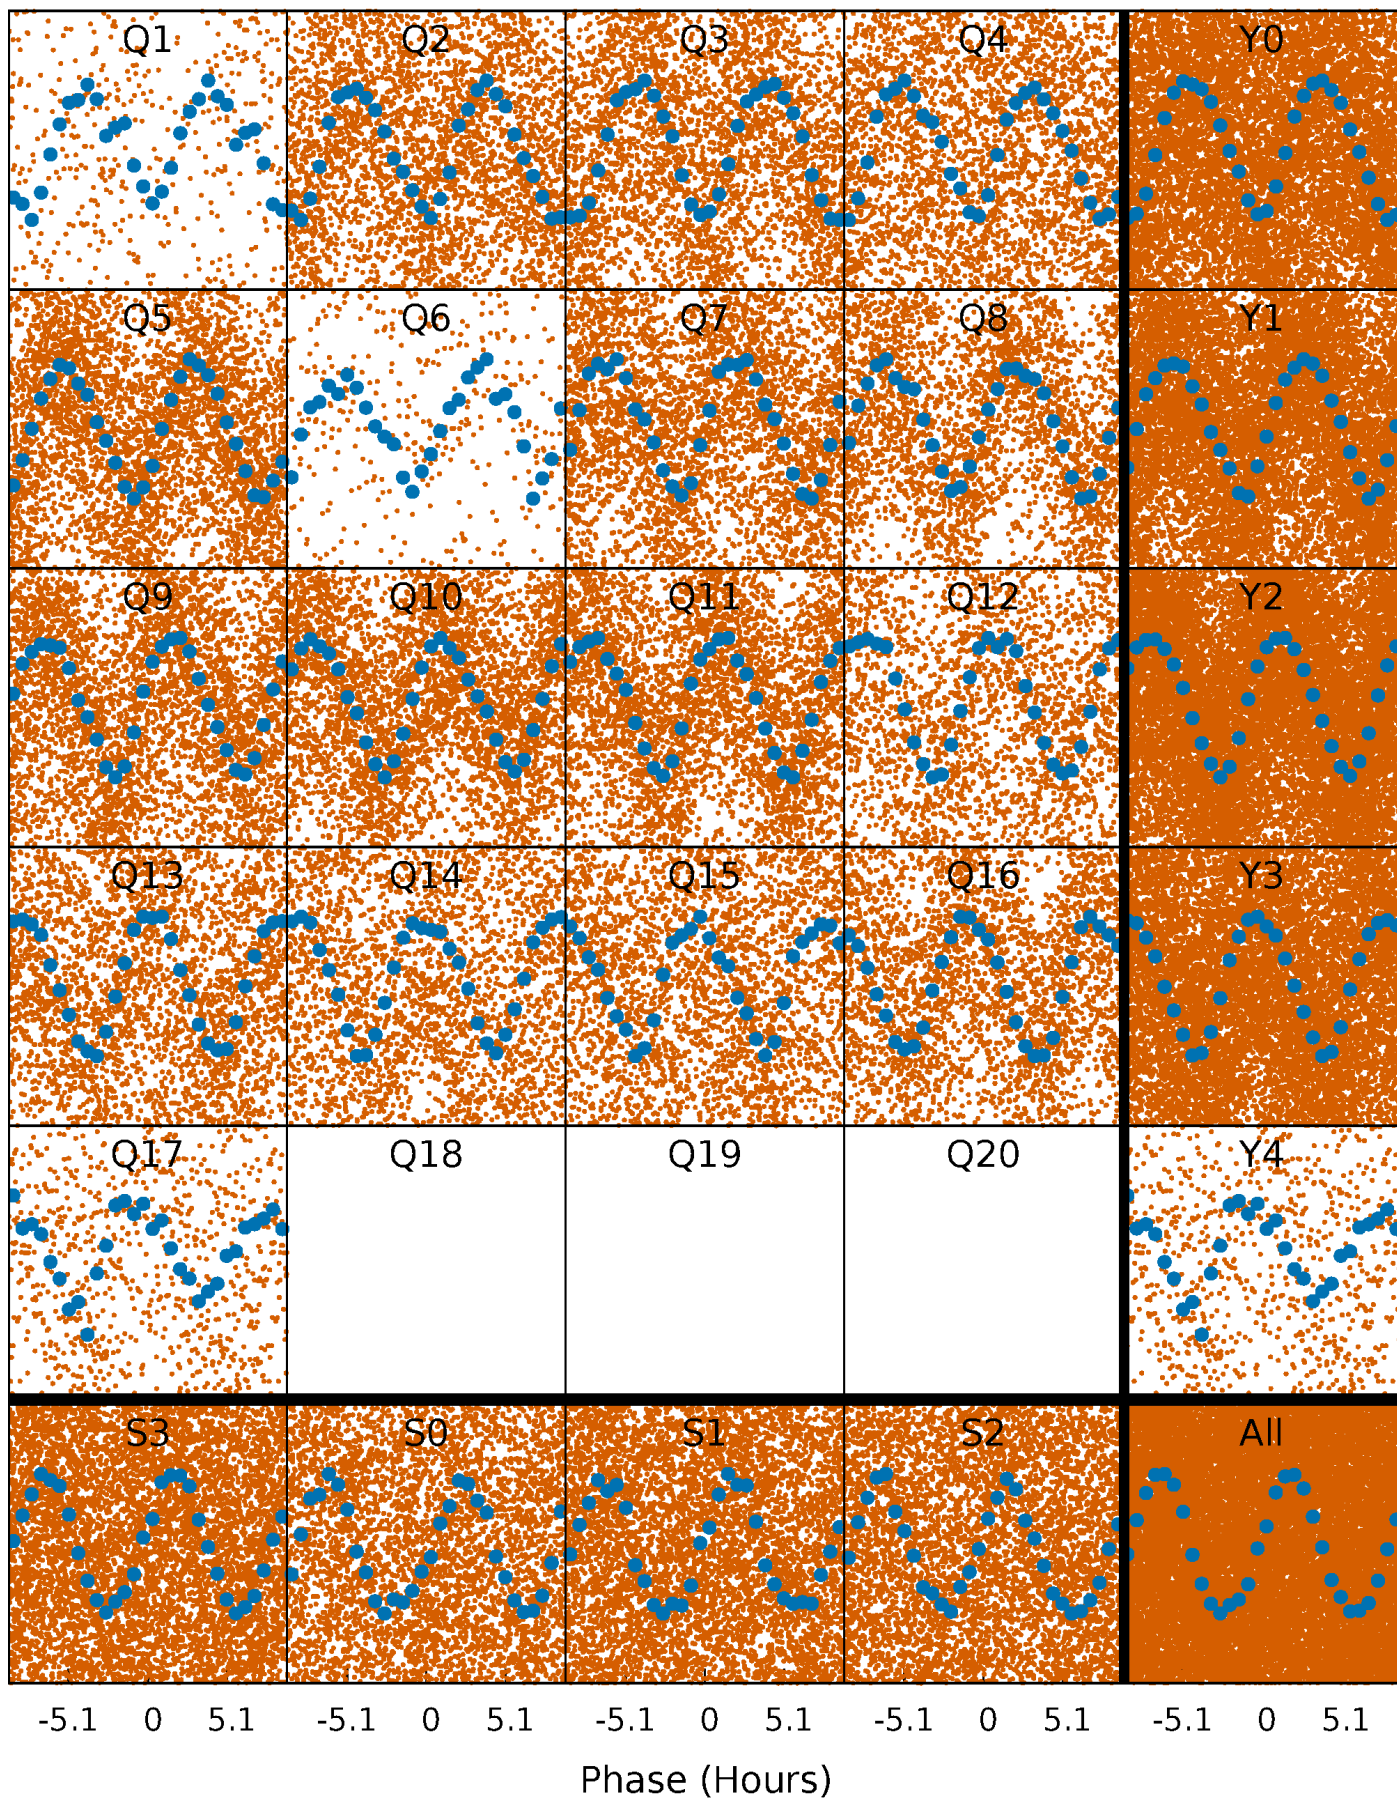 Q1 Q2 Q3 Q4 Y0
Q5 Q6 Q7 Q8 Y1
Q9 Q10 Q11 Q12 Y2
Q13 Q14 Q15 Q16 Y3
Q17 Q18 Q19 Q20 Y4
S3 S0 S1 S2 All
-5.1 0 5.1 -5.1 0 5.1 -5.1 0 5.1 -5.1 0 5.1 -5.1 0 5.1
Phase (Hours)